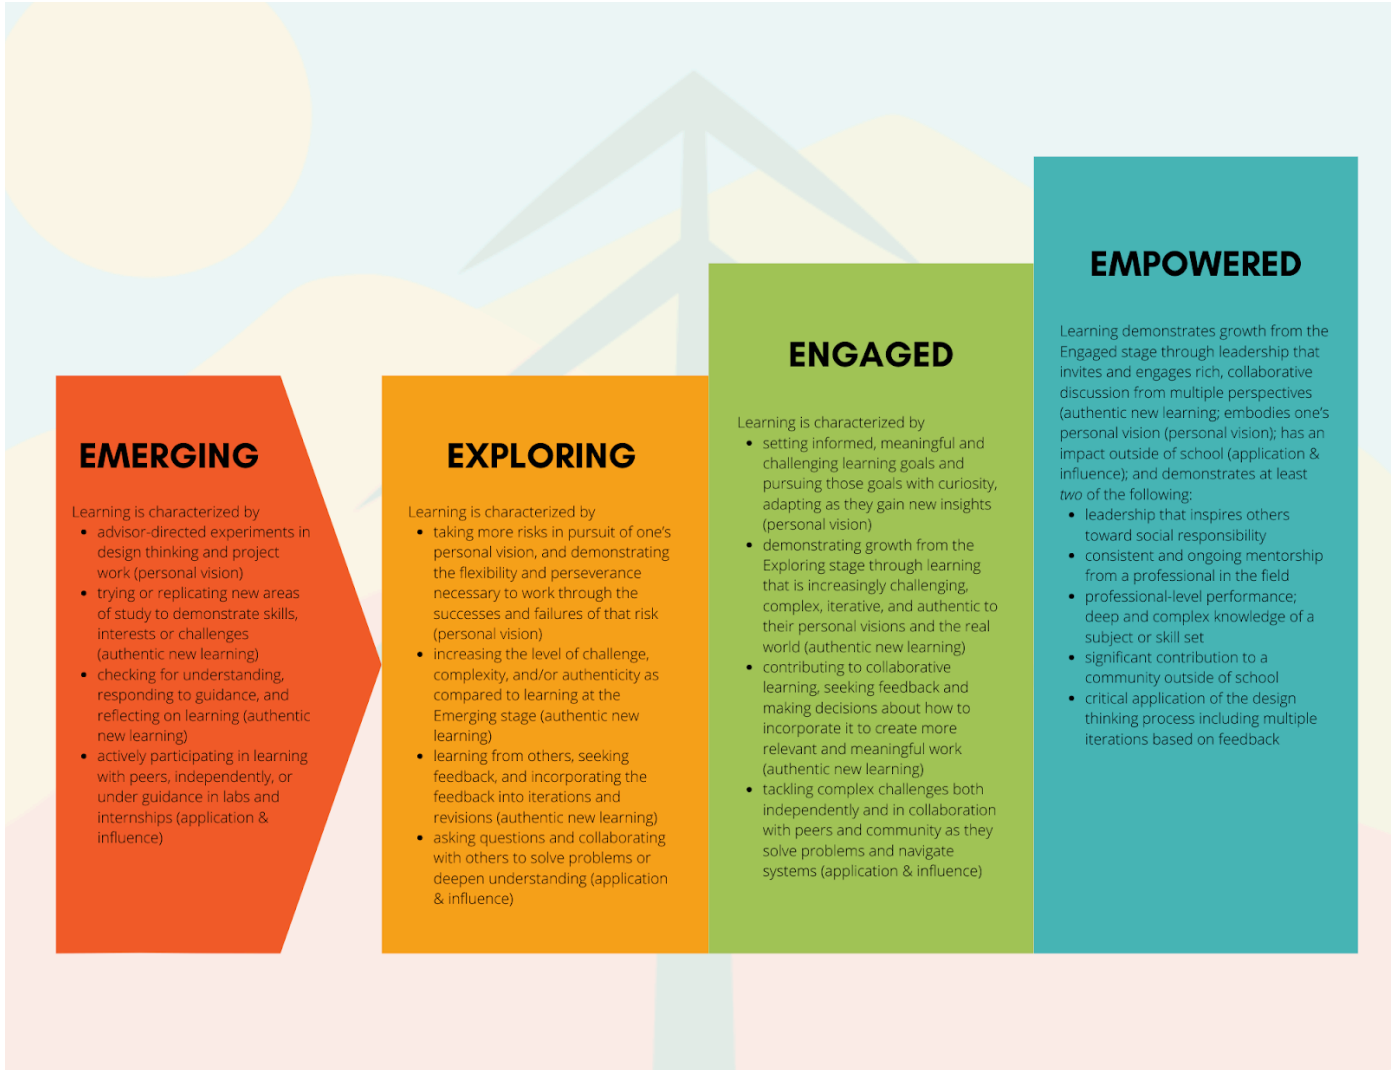 EMERGING
Learning is characterized by
• advisor-directed experiments in
design thinking and project
work (personal vision)
• trying or replicating new areas
of study to demonstrate skills,
interests or challenges
(authentic new learning)
• checking for understanding,
responding to guidance, and
reflecting on learning (authentic
new learning)
• actively participating in learning
with peers, independently, or
under guidance in labs and
internships (application &
influence)
EXPLORING
Learning is characterized by
• taking more risks in pursuit of one's
personal vision, and demonstrating
the flexibility and perseverance
necessary to work through the
successes and failures of that risk
(personal vision)
• increasing the level of challenge,
complexity, and/or authenticity as
compared to learning at the
Emerging stage (authentic new
learning)
• learning from others, seeking
feedback, and incorporating the
feedback into iterations and
revisions (authentic new learning)
• asking questions and collaborating
with others to solve problems or
deepen understanding (application
& influence)
ENGAGED
Learning is characterized by
• setting informed, meaningful and
challenging learning goals and
pursuing those goals with curiosity,
adapting as they gain new insights
(personal vision)
• demonstrating growth from the
Exploring stage through learning
that is increasingly challenging,
complex, iterative, and authentic to
their personal visions and the real
world (authentic new learning)
• contributing to collaborative
learning, seeking feedback and
making decisions about how to
incorporate it to create more
relevant and meaningful work
(authentic new learning)
• tackling complex challenges both
independently and in collaboration
with peers and community as they
solve problems and navigate
systems (application & influence)
EMPOWERED
Learning demonstrates growth from the
Engaged stage through leadership that
invites and engages rich, collaborative
discussion from multiple perspectives
(authentic new learning; embodies one's
personal vision (personal vision); has an
impact outside of school (application &
influence); and demonstrates at least
two of the following:
• leadership that inspires others
toward social responsibility
• consistent and ongoing mentorship
from a professional in the field
• professional-level performance;
deep and complex knowledge of a
subject or skill set
• significant contribution to a
community outside of school
• critical application of the design
thinking process including multiple
iterations based on feedback